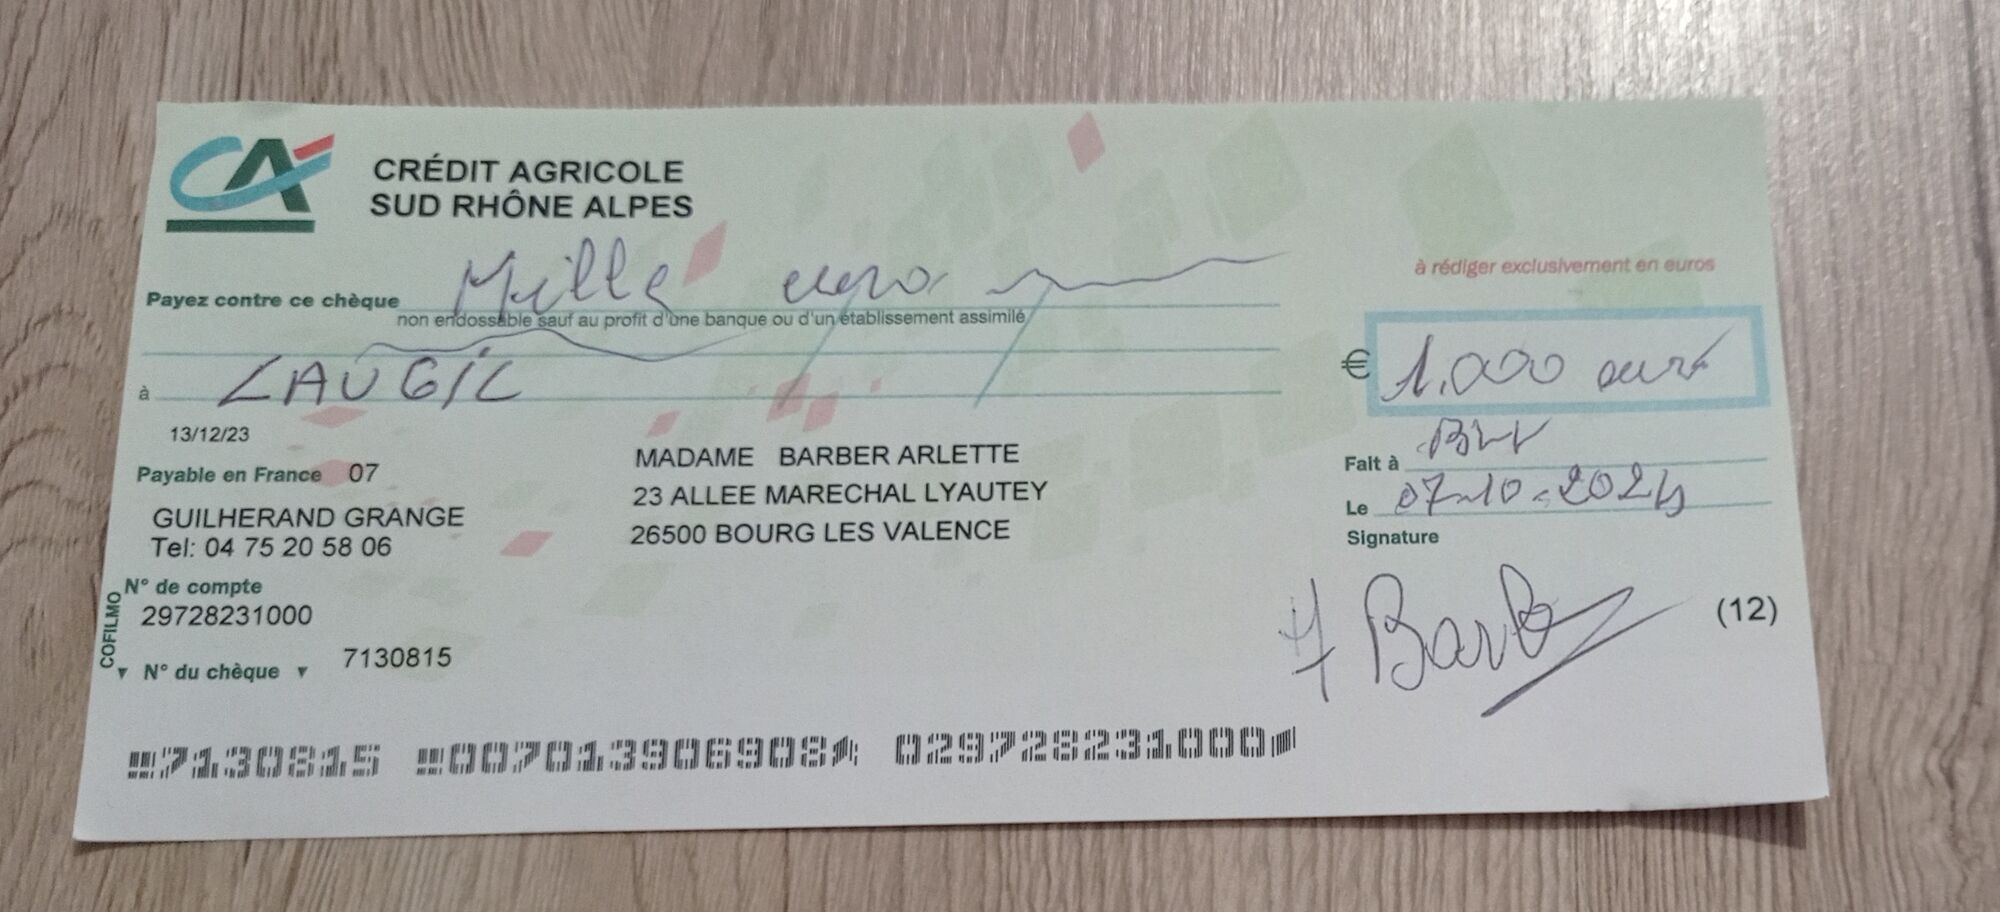 CA
CRÉDIT AGRICOLE
SUD RHÔNE ALPES
à rédiger exclusivement en euros
Payez contre ce chèque Mille euro
non endossable sauf au profit d'une banque ou d'un établissement assimilé
€ 1.000 euro
à LAUGIL
13/12/23
Payable en France 07
GUILHERAND GRANGE
Tel: 04 75 20 58 06
MADAME BARBER ARLETTE
23 ALLEE MARECHAL LYAUTEY
26500 BOURG LES VALENCE
Fait à
Le 07-10-2024
Signature
A Barber
(12)
COFILMO
N° de compte
29728231000
N° du chèque 7130815
7130815 007013906908 029728231000